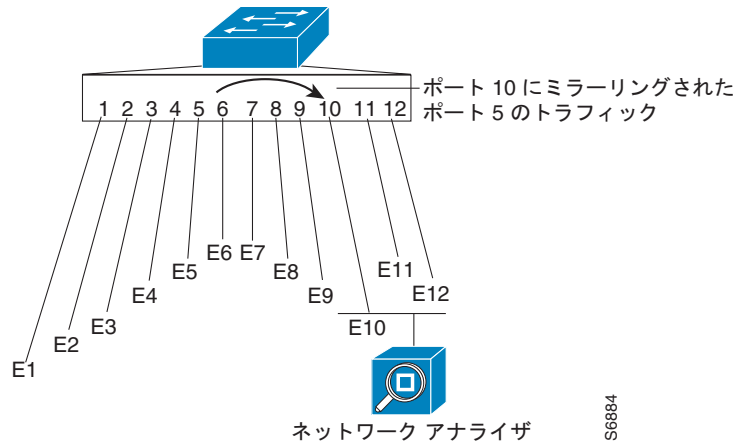 ポート 10 にミラーリングされた
ポート 5 のトラフィック
1 2 3 4 5 6 7 8 9 10 11 12
E1
E2
E3
E4
E5
E6
E7
E8
E9
E10
E11
E12
ネットワーク アナライザ
S6884